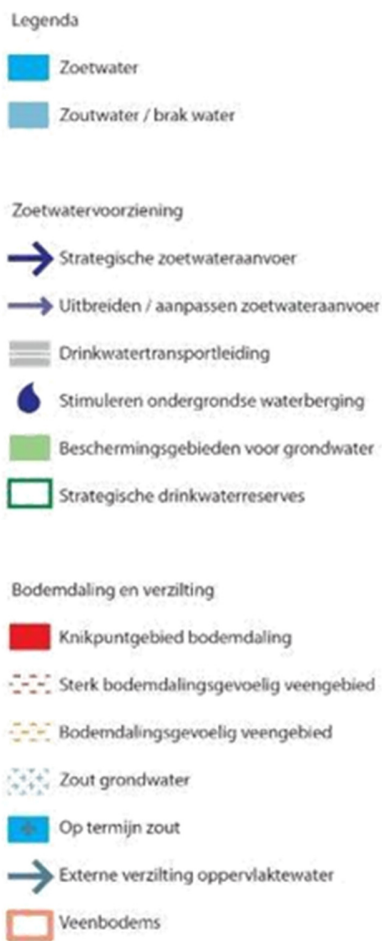 Legenda
Zoetwater
Zoutwater / brak water
Zoetwatervoorziening
Strategische zoetwateraanvoer
Uitbreiden / aanpassen zoetwateraanvoer
Drinkwatertransportleiding
Stimuleren ondergrondse waterberging
Beschermingsgebieden voor grondwater
Strategische drinkwaterreserves
Bodemdaling en verzilting
Knikpuntgebied bodemdaling
Sterk bodemdalingsgevoelig veengebied
Bodemdalingsgevoelig veengebied
Zout grondwater
Op termijn zout
Externe verzilting oppervlaktewater
Veenbodems